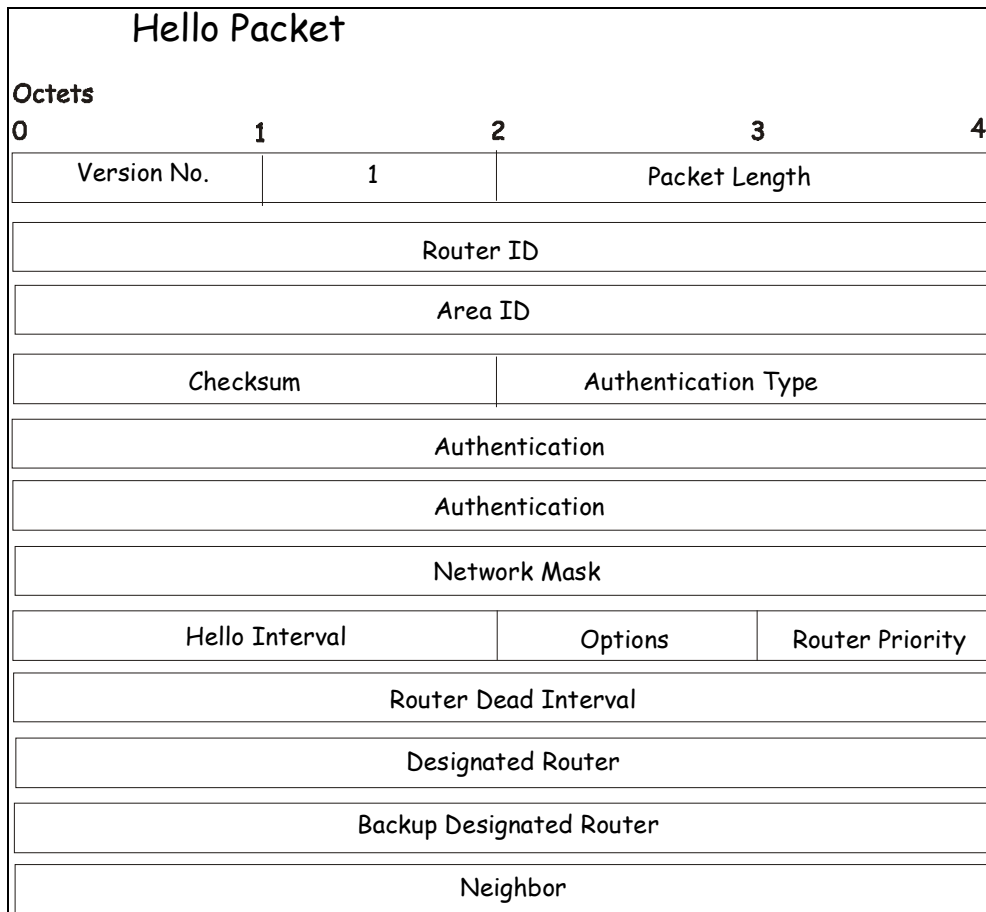 Hello Packet
Octets
0 1 2 3 4
Version No. 1 Packet Length
Router ID
Area ID
Checksum Authentication Type
Authentication
Authentication
Network Mask
Hello Interval Options Router Priority
Router Dead Interval
Designated Router
Backup Designated Router
Neighbor